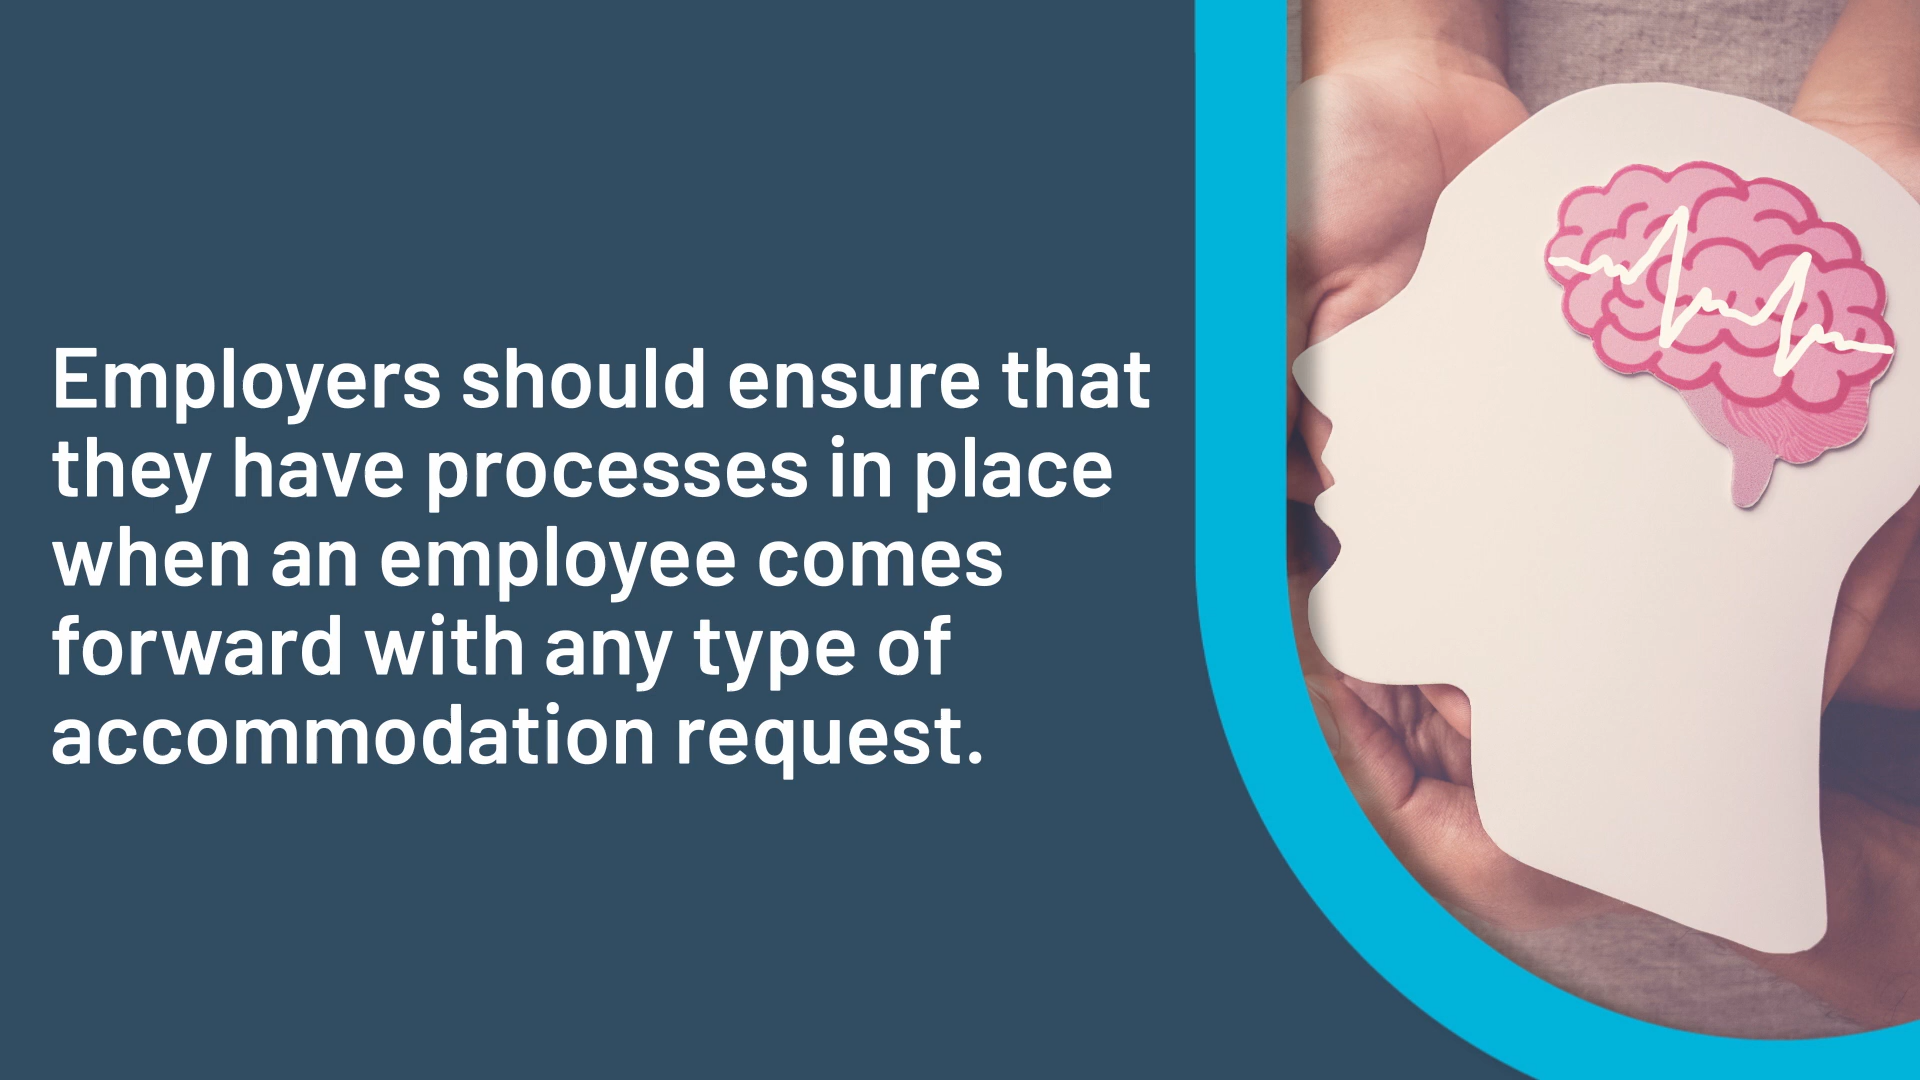 Employers should ensure that
they have processes in place
when an employee comes
forward with any type of
accommodation request.